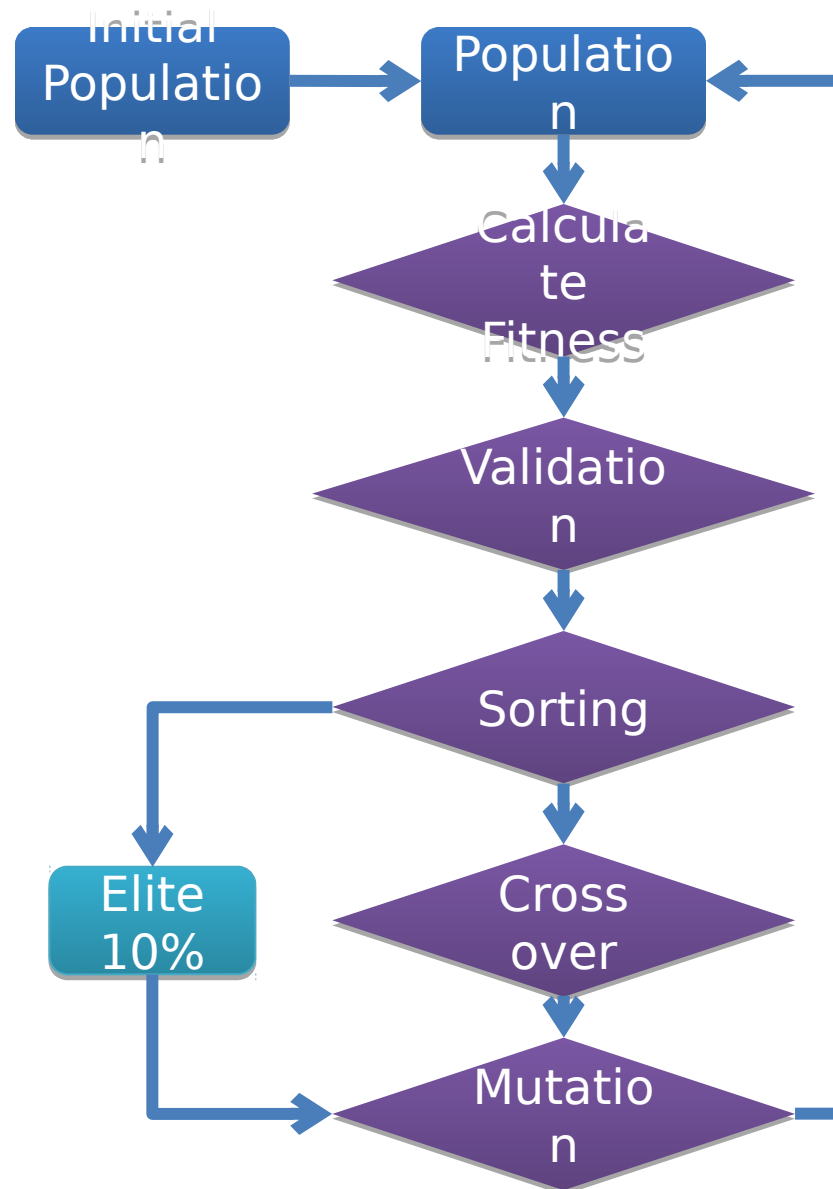 Initial
Populatio
n
Populatio
n
Calcula
te
Fitness
Validatio
n
Sorting
Elite
10%
Cross
over
Mutatio
n